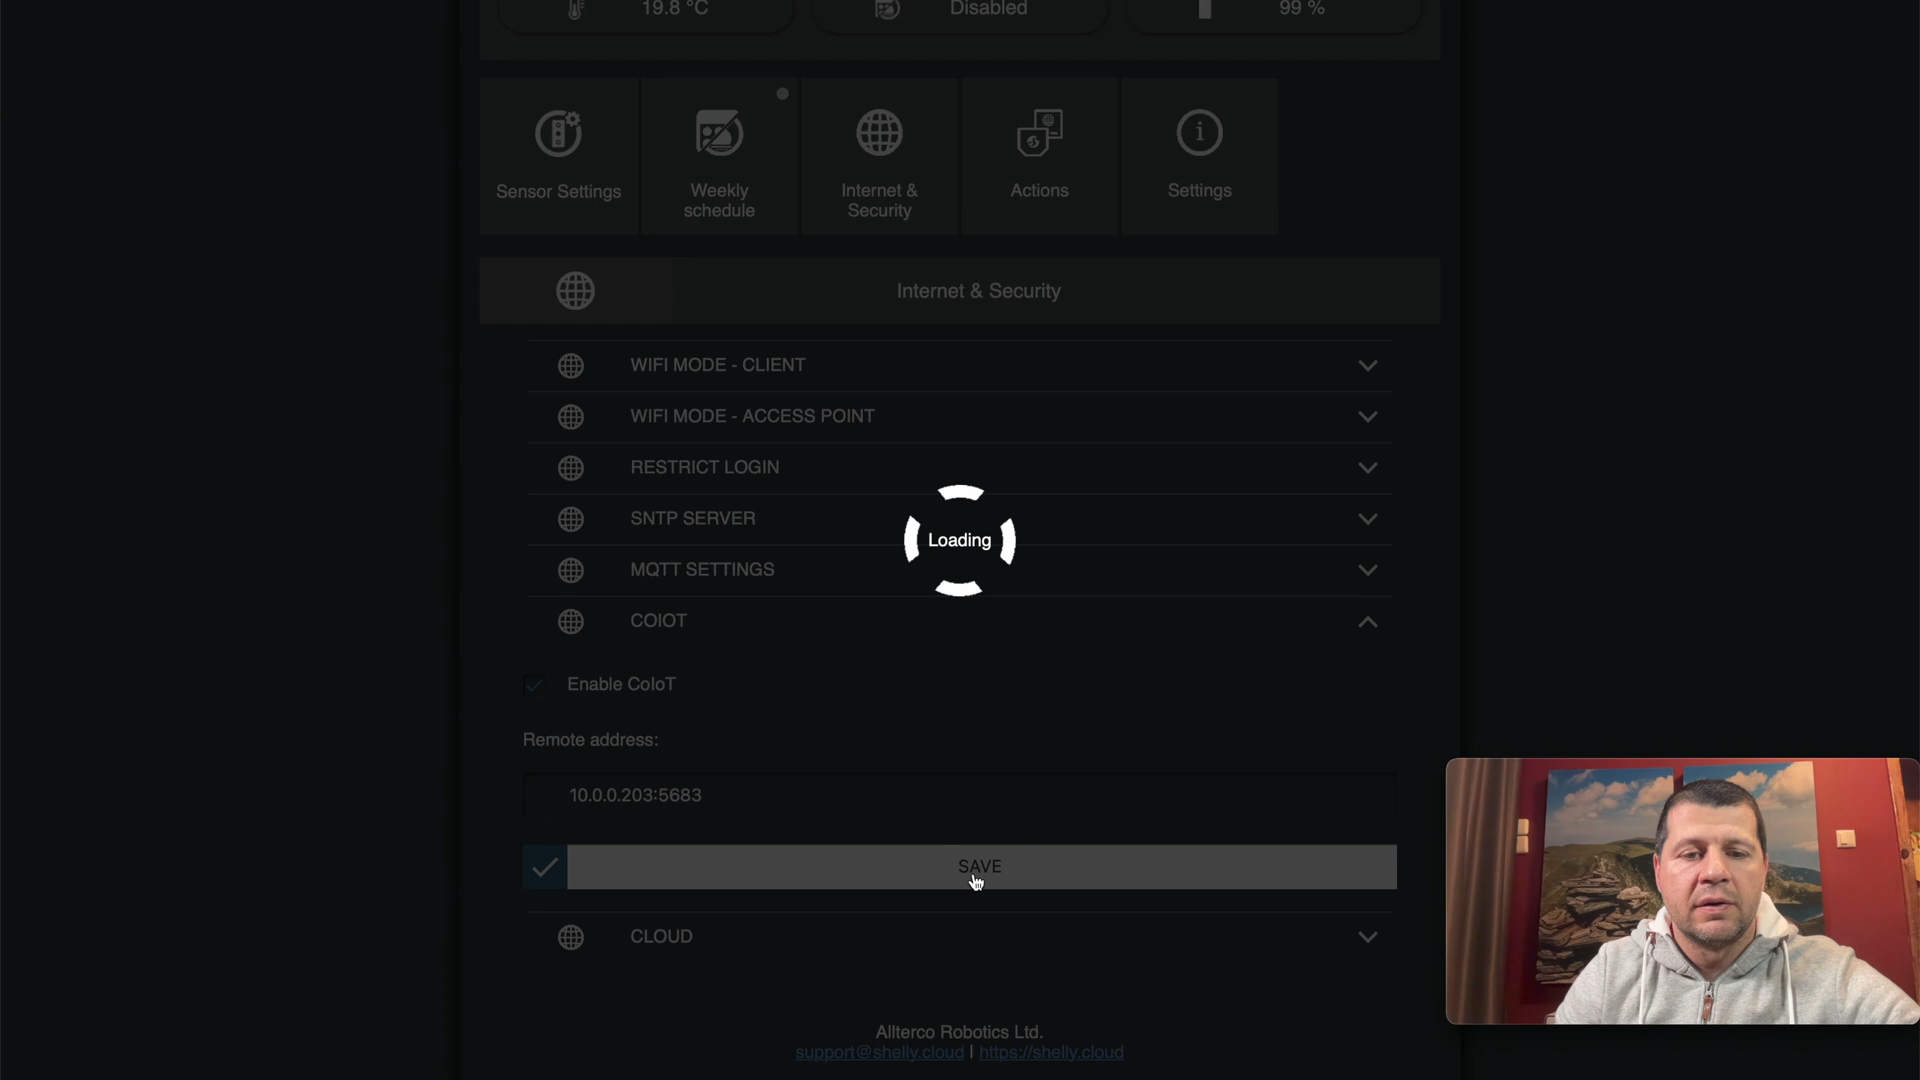 19.8 °C
Disabled
99 %
Sensor Settings
Weekly
schedule
Internet &
Security
Actions
Settings
Internet & Security
WIFI MODE - CLIENT
WIFI MODE - ACCESS POINT
RESTRICT LOGIN
SNTP SERVER
Loading
MQTT SETTINGS
COIOT
Enable CoIoT
Remote address:
10.0.0.203:5683
SAVE
CLOUD
Allterco Robotics Ltd.
support@shelly.cloud | https://shelly.cloud